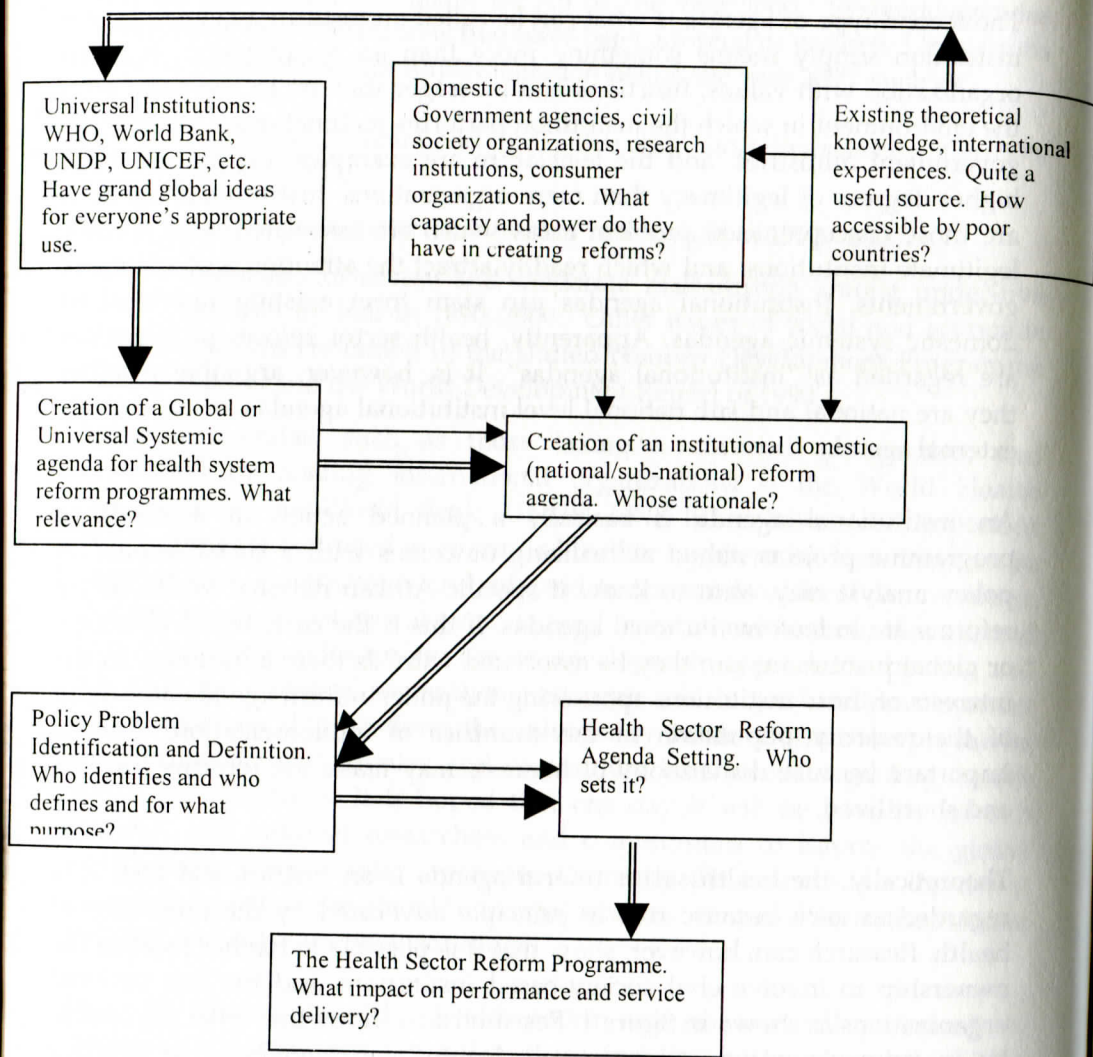 Universal Institutions:
WHO, World Bank,
UNDP, UNICEF, etc.
Have grand global ideas
for everyone's appropriate
use.
Domestic Institutions:
Government agencies, civil
society organizations, research
institutions, consumer
organizations, etc. What
capacity and power do they
have in creating reforms?
Existing theoretical
knowledge, international
experiences. Quite a
useful source. How
accessible by poor
countries?
Creation of a Global or
Universal Systemic
agenda for health system
reform programmes. What
relevance?
Creation of an institutional domestic
(national/sub-national) reform
agenda. Whose rationale?
Policy Problem
Identification and Definition.
Who identifies and who
defines and for what
purpose?
Health Sector Reform
Agenda Setting. Who
sets it?
The Health Sector Reform Programme.
What impact on performance and service
delivery?